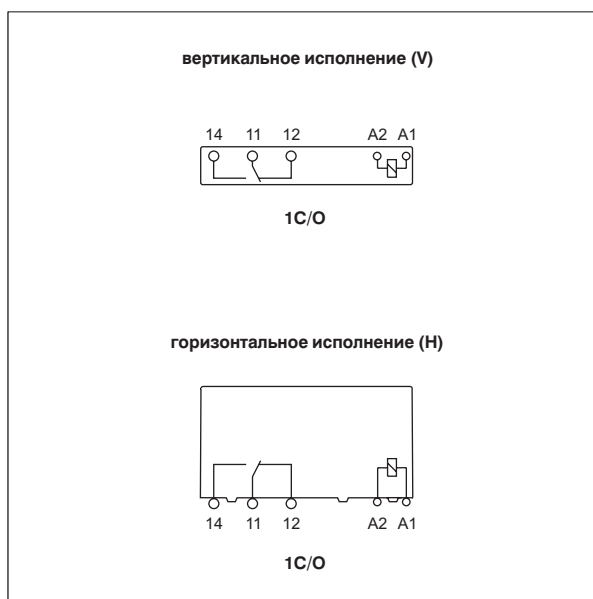 вертикальное исполнение (V)
14 11 12 A2 A1
1C/O
горизонтальное исполнение (H)
14 11 12 A2 A1
1C/O